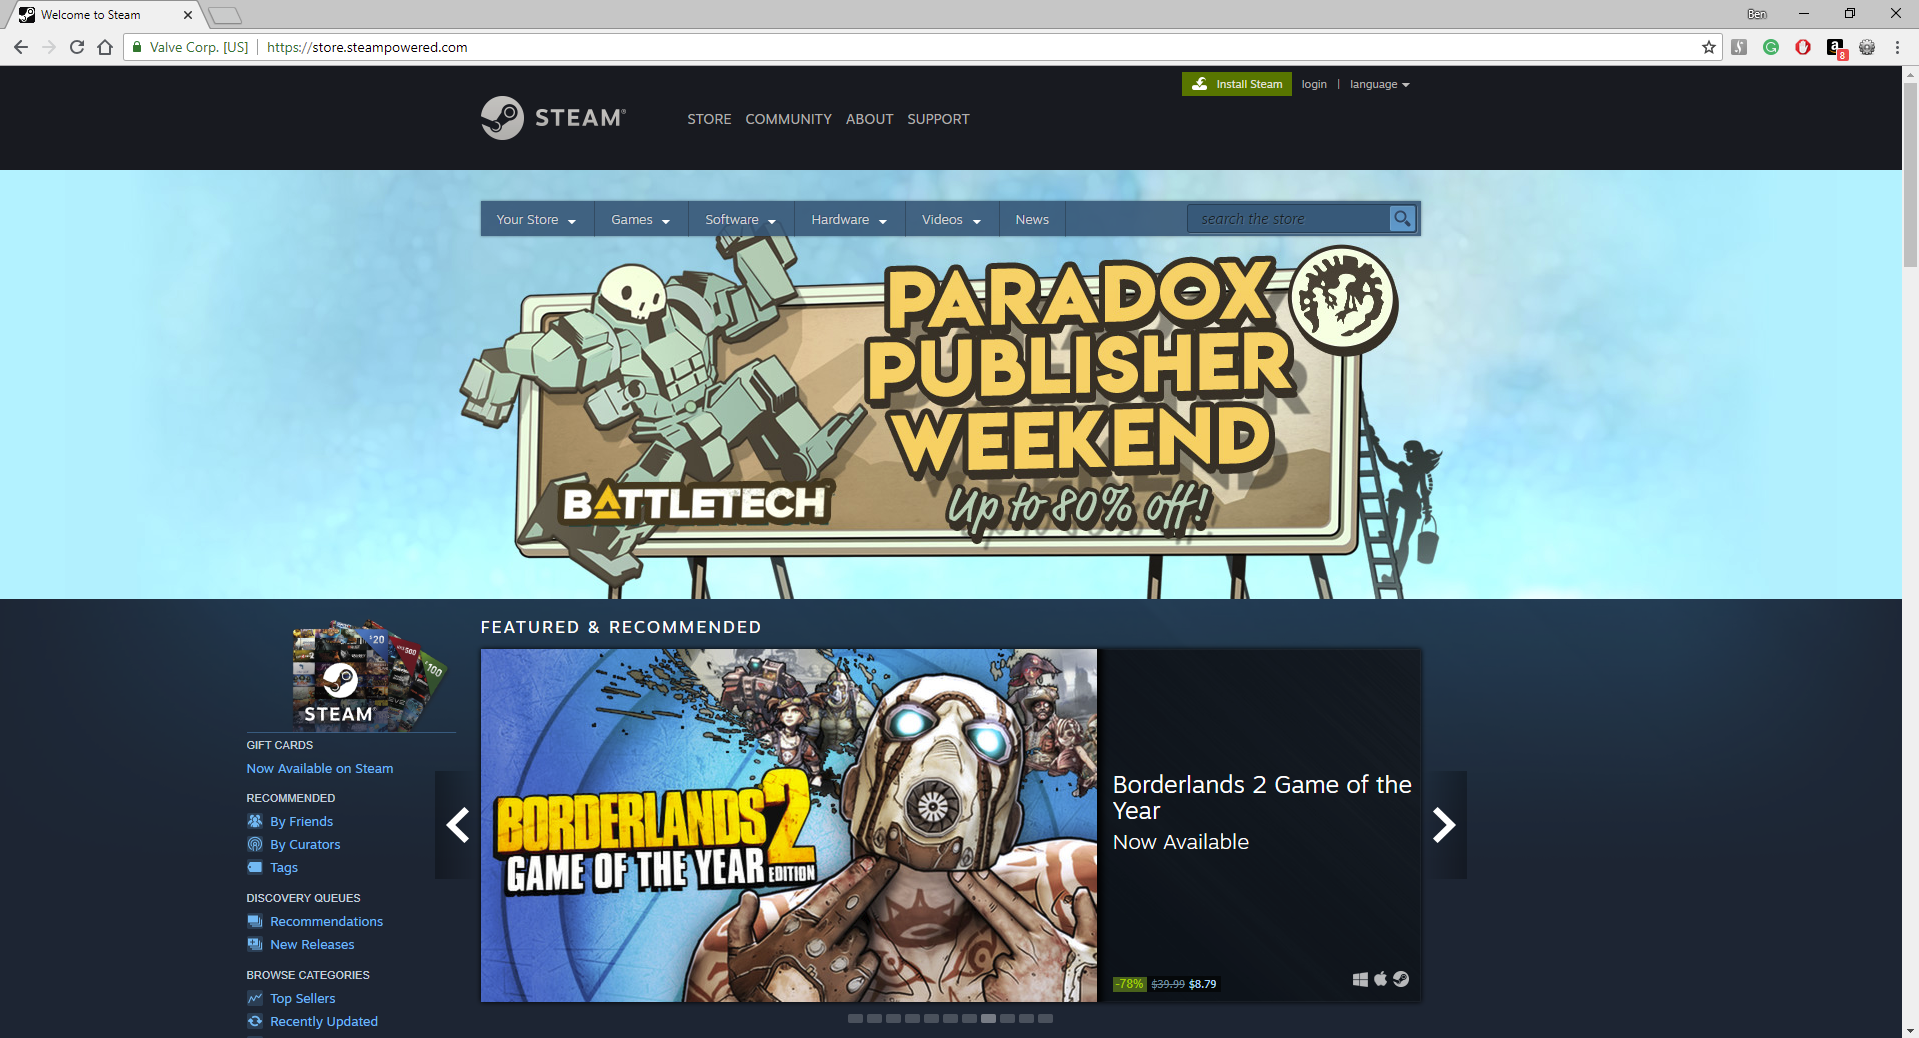 Welcome to Steam
Ben
Valve Corp. [US] https://store.steampowered.com
8
Install Steam login | language
STEAM®
STORE COMMUNITY ABOUT SUPPORT
Your Store Games Software Hardware Videos News
search the store
PARADOX
PUBLISHER
WEEKEND
Up to 80% off!
BATTLETECH
FEATURED & RECOMMENDED
$20
500
$100
STEAM
GIFT CARDS
Now Available on Steam
RECOMMENDED
By Friends
By Curators
Tags
DISCOVERY QUEUES
Recommendations
New Releases
BROWSE CATEGORIES
Top Sellers
Recently Updated
BORDERLANDS 2
GAME OF THE YEAR EDITION
Borderlands 2 Game of the
Year
Now Available
-78% $39.99 $8.79